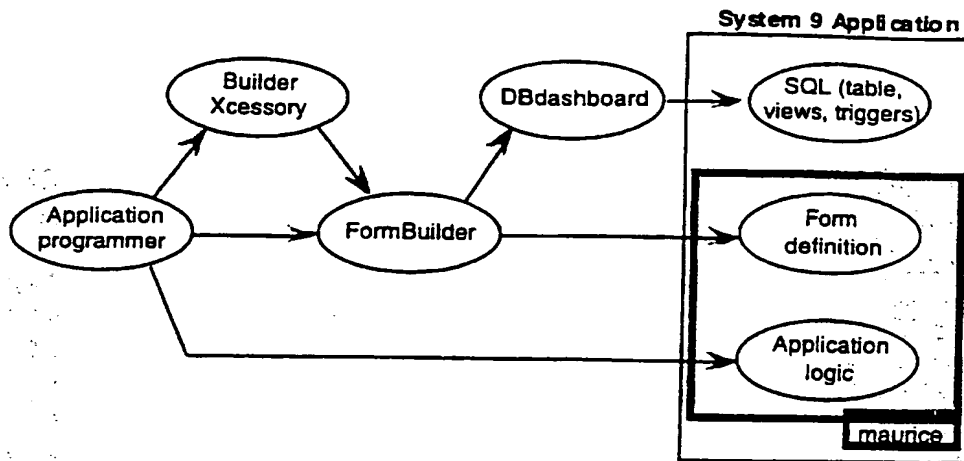 System 9 Application
Builder
Xcessory
DBdashboard
SQL (table,
views, triggers)
Application
programmer
FormBuilder
Form
definition
Application
logic
maurice